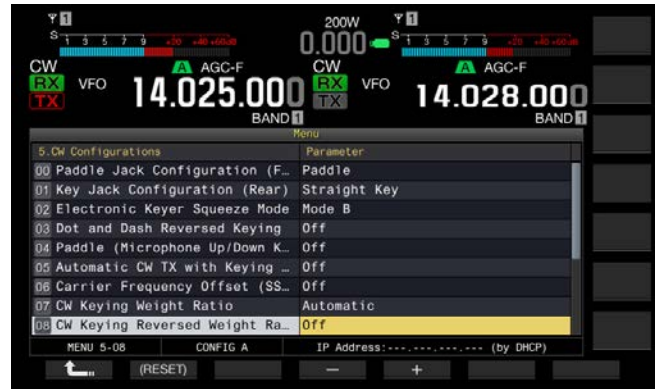 1 200W 1
S 1 3 5 7 9 +20 +40 +60dB 0.000 S 1 3 5 7 9 +20 +40 +60dB
CW A AGC-F CW A AGC-F
RX VFO 14.025.000 RX VFO 14.028.000
TX TX
BAND 1 BAND 1
Menu
5.CW Configurations Parameter
00 Paddle Jack Configuration (F… Paddle
01 Key Jack Configuration (Rear) Straight Key
02 Electronic Keyer Squeeze Mode Mode B
03 Dot and Dash Reversed Keying Off
04 Paddle (Microphone Up/Down K… Off
05 Automatic CW TX with Keying … Off
06 Carrier Frequency Offset (SS… Off
07 CW Keying Weight Ratio Automatic
08 CW Keying Reversed Weight Ra… Off
MENU 5-08 CONFIG A IP Address:---.---.---.--- (by DHCP)
(RESET) − +